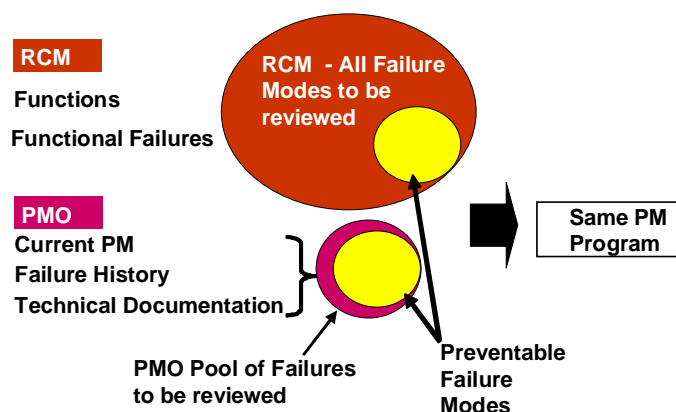 RCM
Functions
Functional Failures
RCM - All Failure
Modes to be
reviewed
PMO
Current PM
Failure History
Technical Documentation
PMO Pool of Failures
to be reviewed
Preventable
Failure
Modes
Same PM
Program